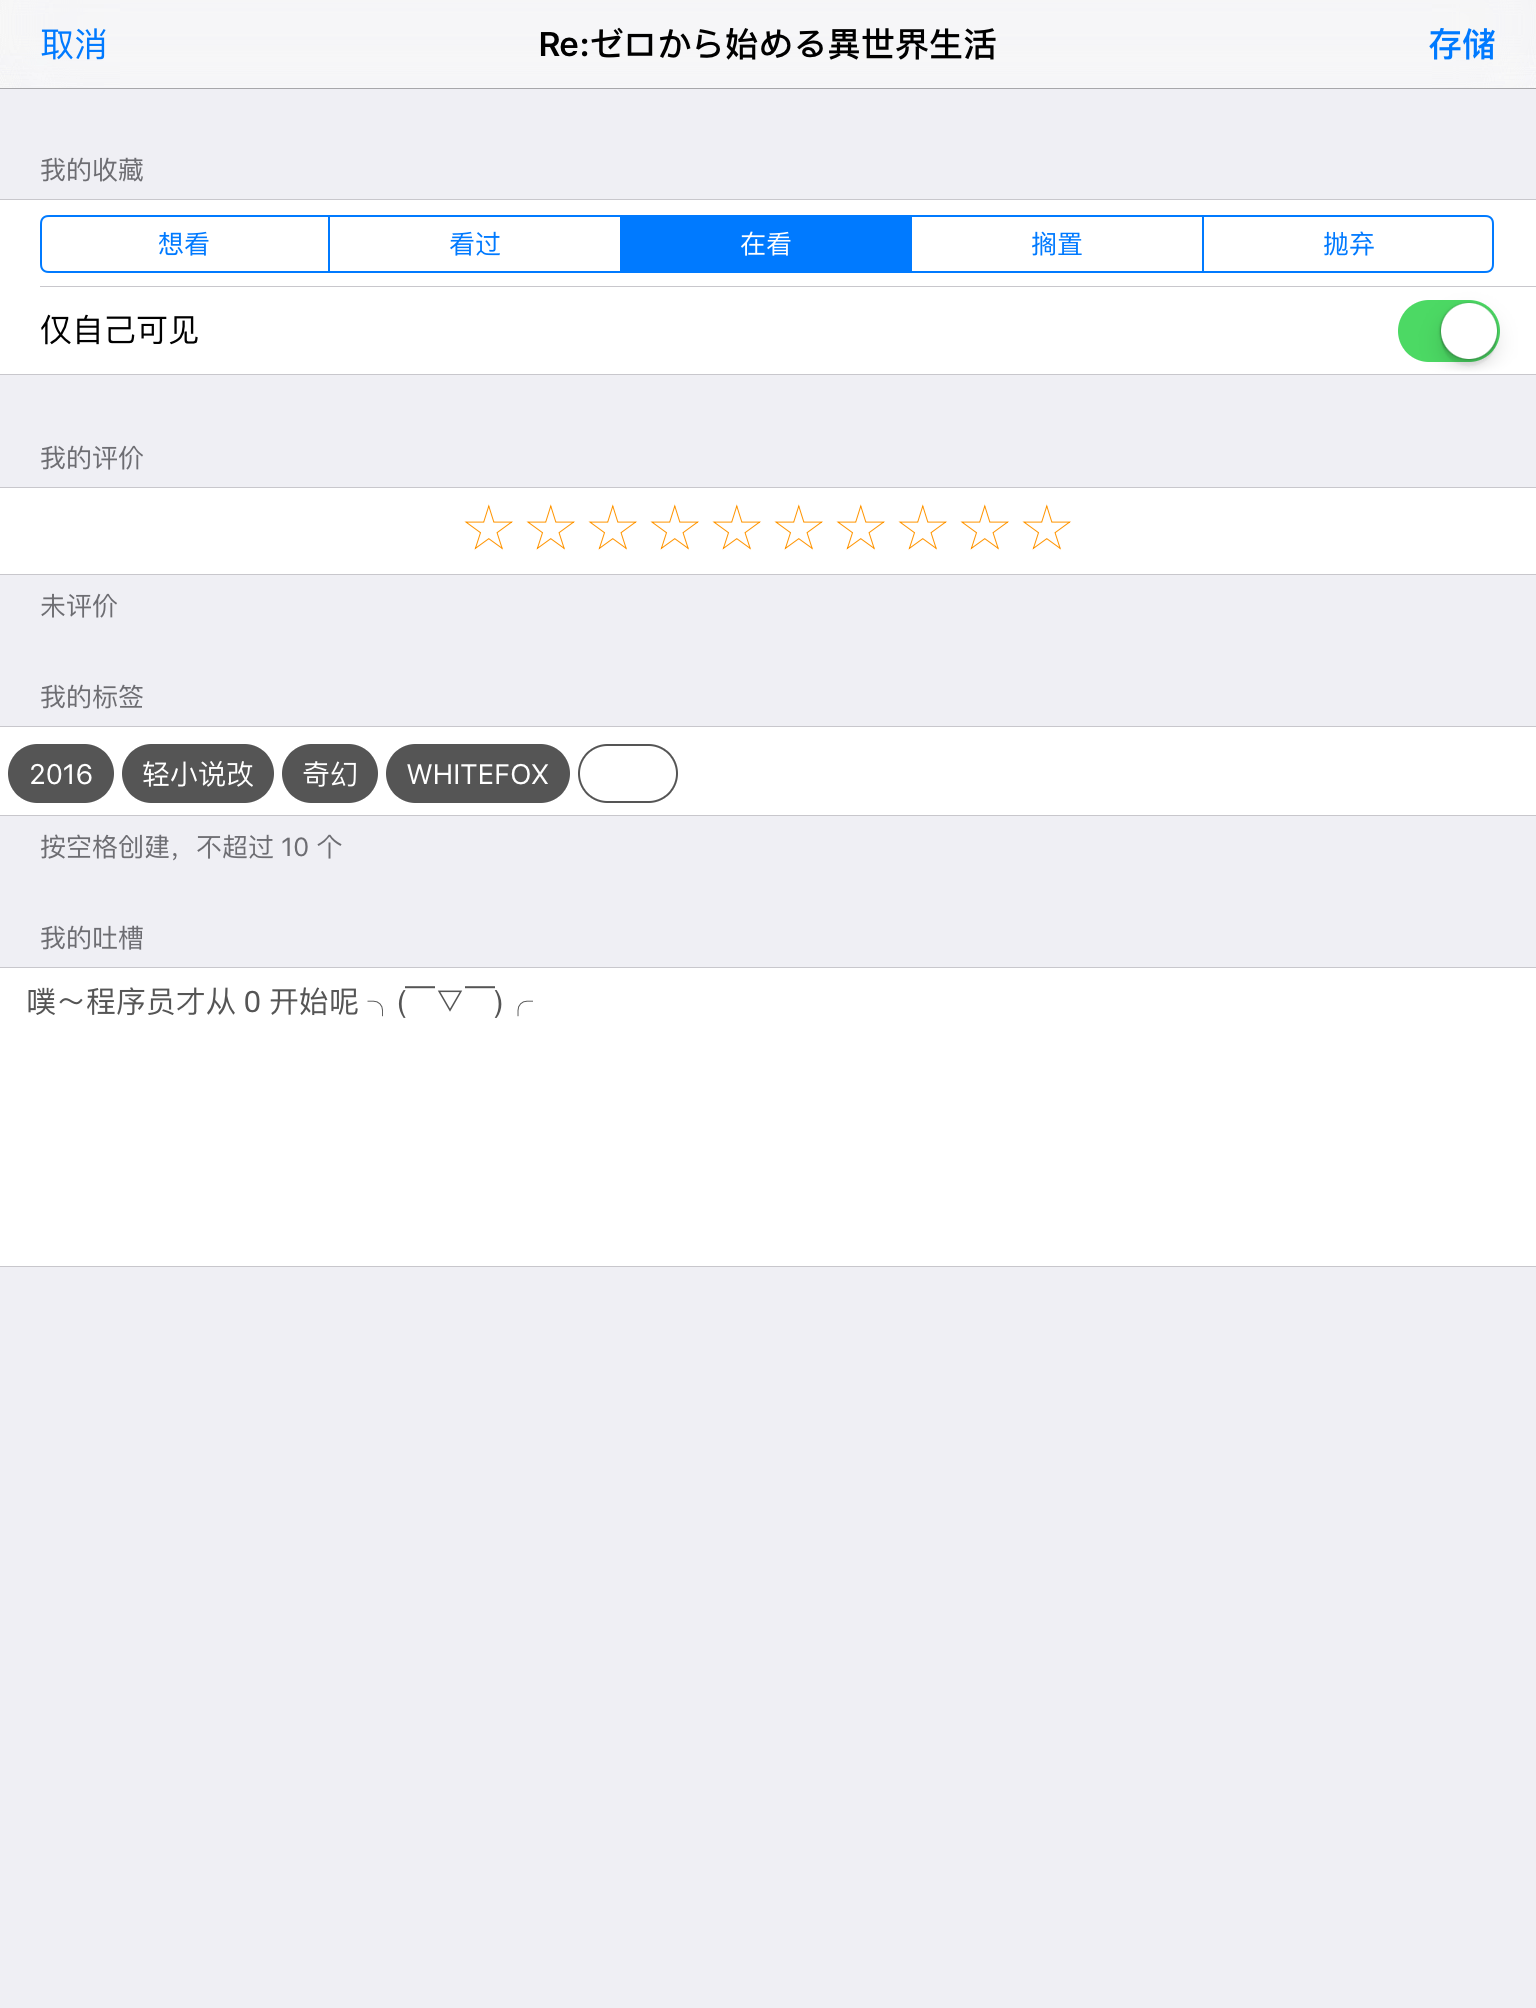 取消 Re:ゼロから始める異世界生活 存储
我的收藏
想看 看过 在看 搁置 抛弃
仅自己可见
我的评价
☆☆☆☆☆☆☆☆☆☆
未评价
我的标签
2016 轻小说改 奇幻 WHITEFOX
按空格创建，不超过 10 个
我的吐槽
噗～程序员才从 0 开始呢 ╮(￣▽￣)╭